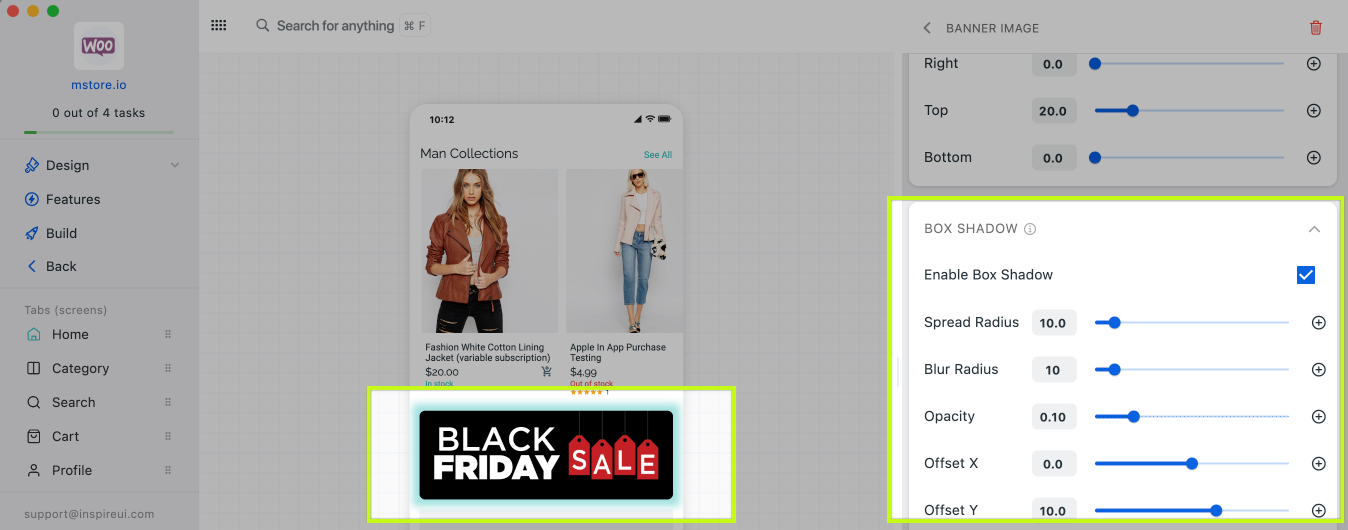 Woo
mstore.io
0 out of 4 tasks
Design
Features
Build
Back
Tabs (screens)
Home
Category
Search
Cart
Profile
support@inspireui.com
Search for anything ⌘ F
10:12
Man Collections
See All
Fashion White Cotton Lining
Jacket (variable subscription)
$20.00
In stock
Apple In App Purchase
Testing
$4.99
Out of stock
★★★★★ 1
BLACK
FRIDAY
SALE
BANNER IMAGE
Right 0.0
Top 20.0
Bottom 0.0
BOX SHADOW
Enable Box Shadow
Spread Radius 10.0
Blur Radius 10
Opacity 0.10
Offset X 0.0
Offset Y 10.0